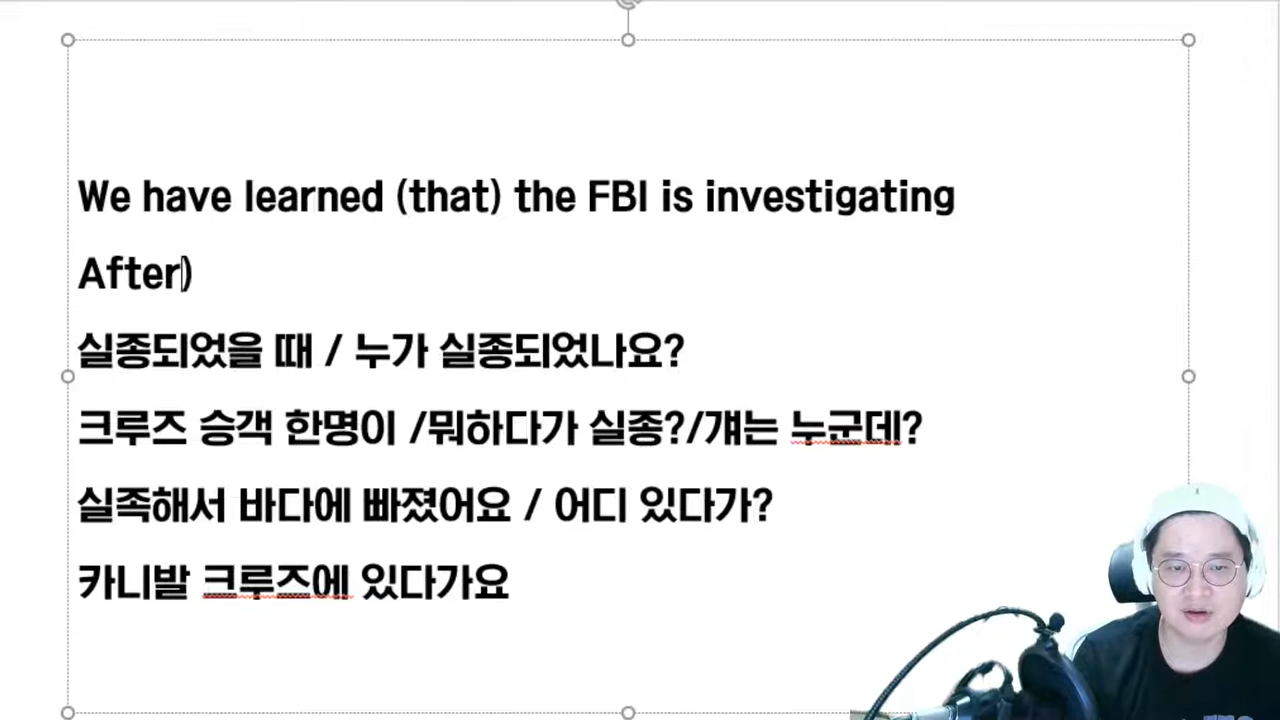 We have learned (that) the FBI is investigating
After)
실종되었을 때 / 누가 실종되었나요?
크루즈 승객 한명이 /뭐하다가 실종?/걔는 누군데?
실족해서 바다에 빠졌어요 / 어디 있다가?
카니발 크루즈에 있다가요